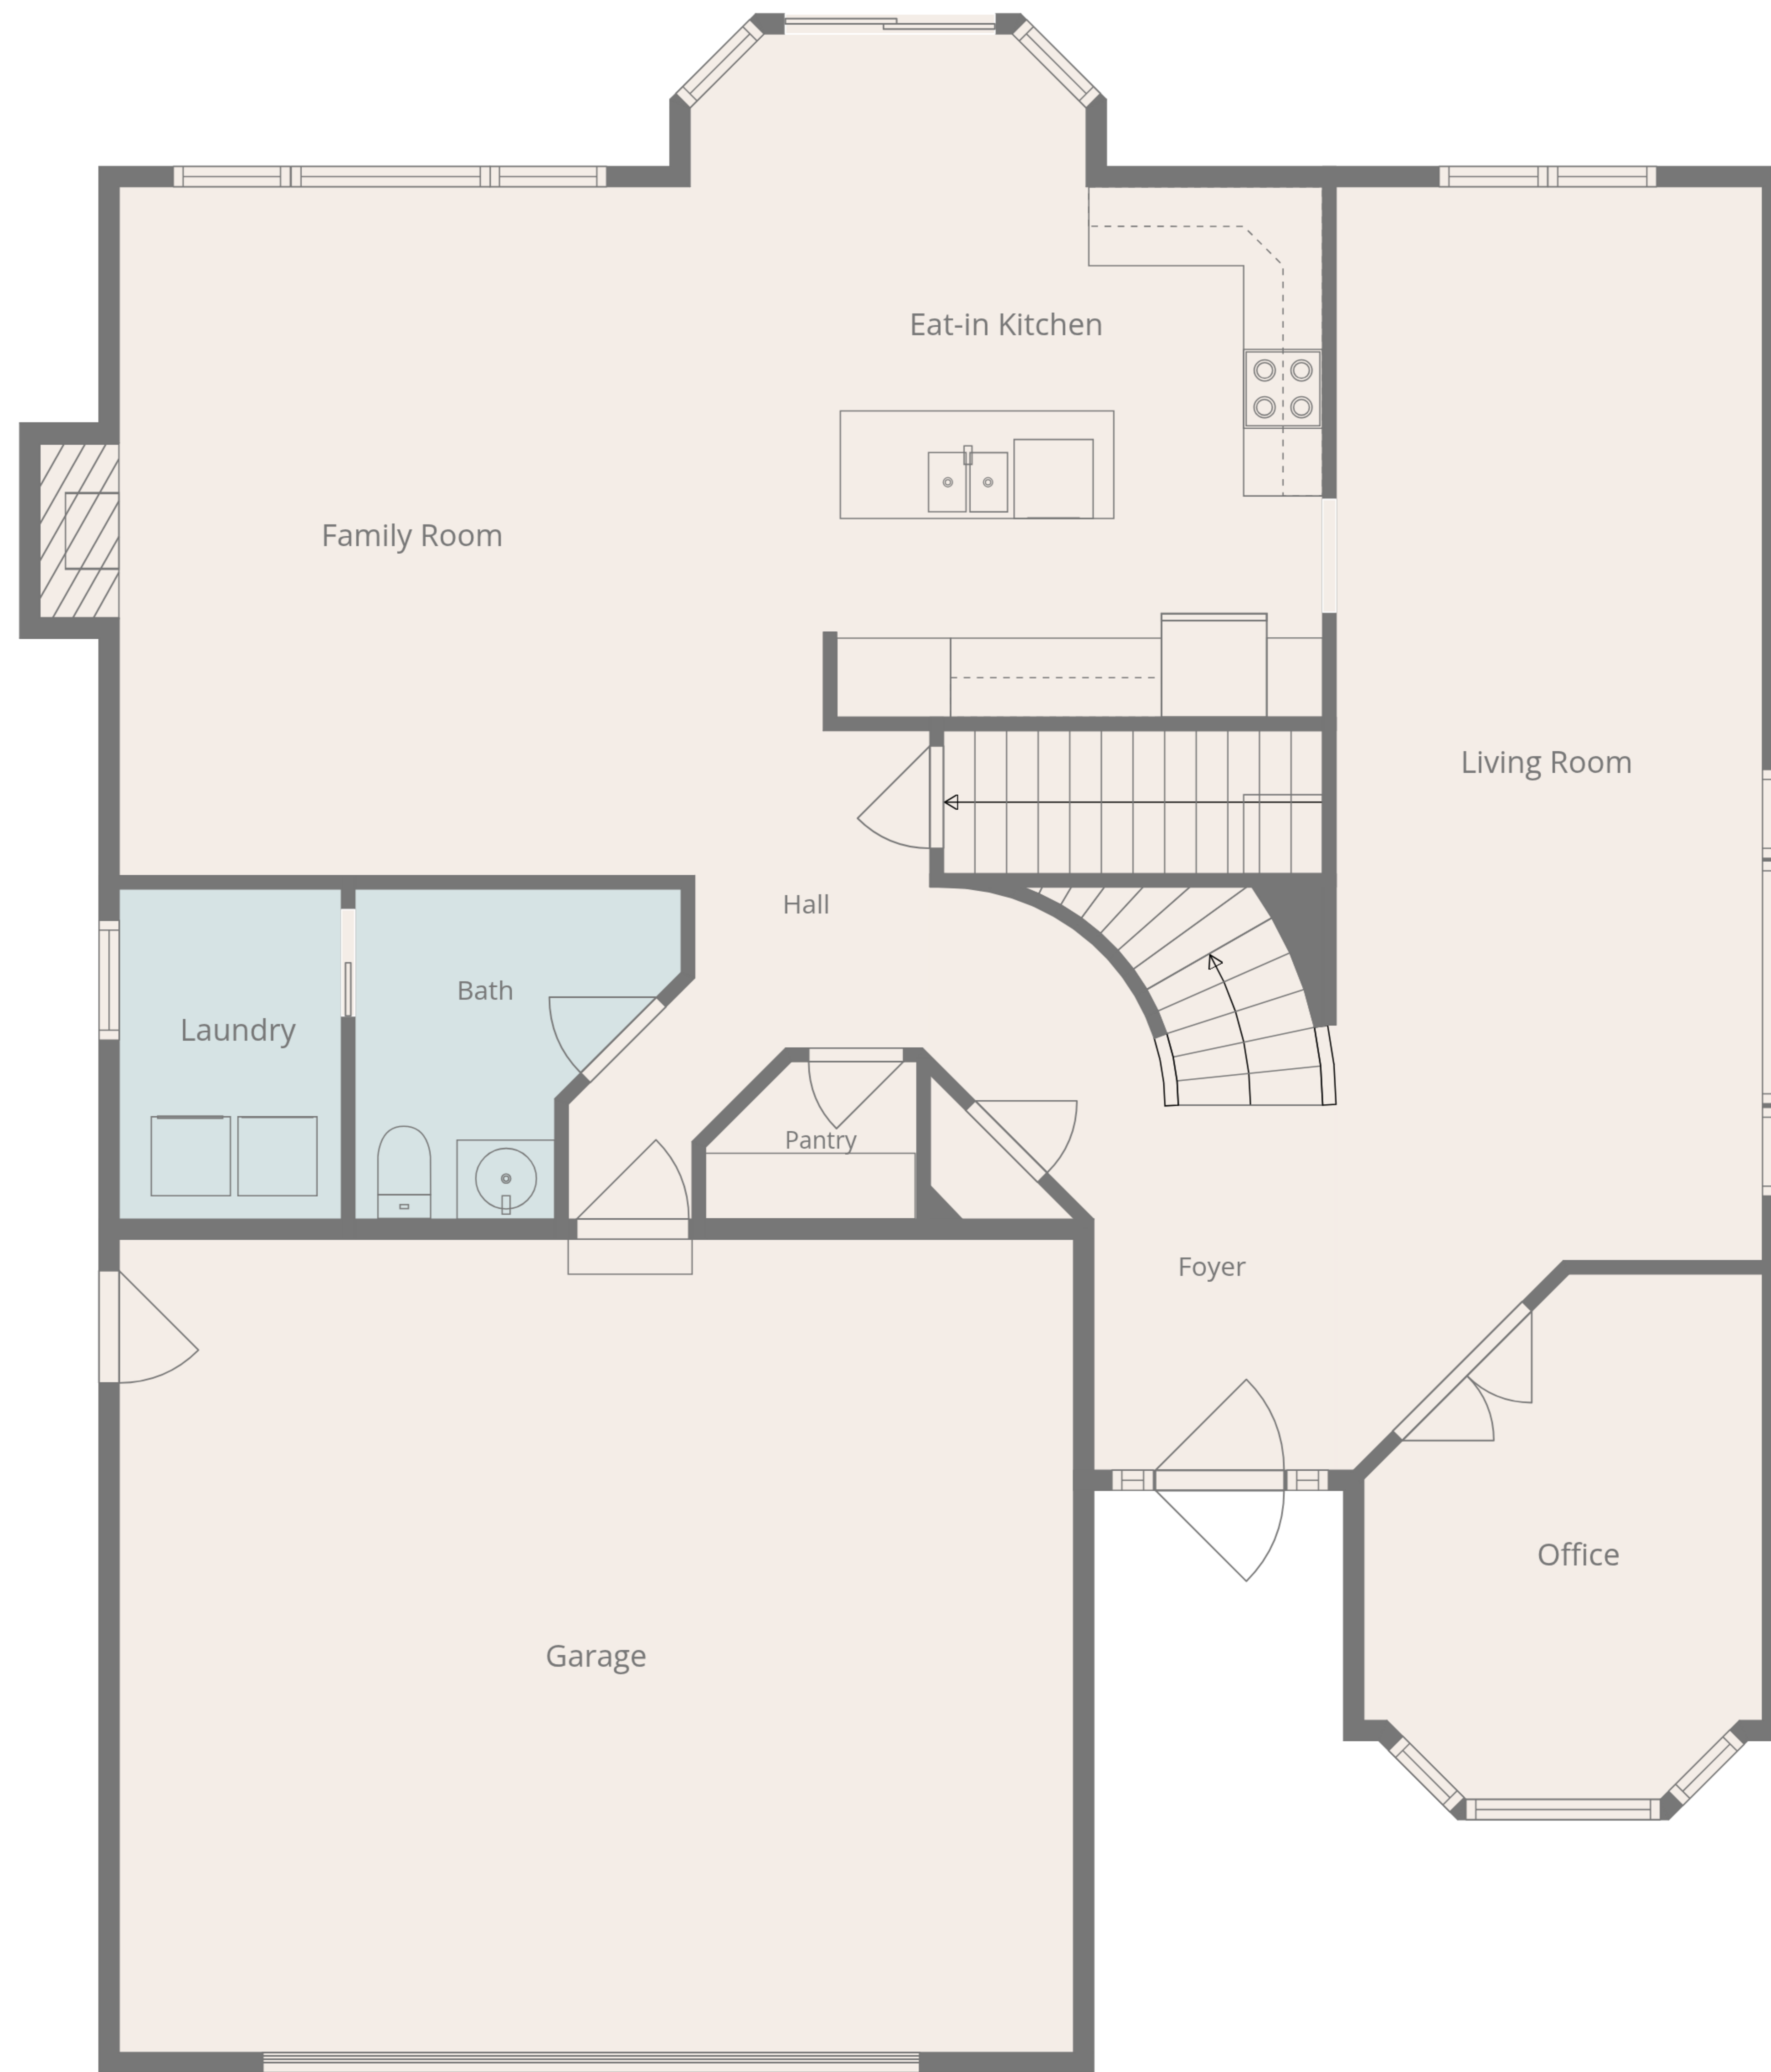 Eat-in Kitchen
Family Room
Living Room
Hall
Bath
Laundry
Pantry
Foyer
Office
Garage